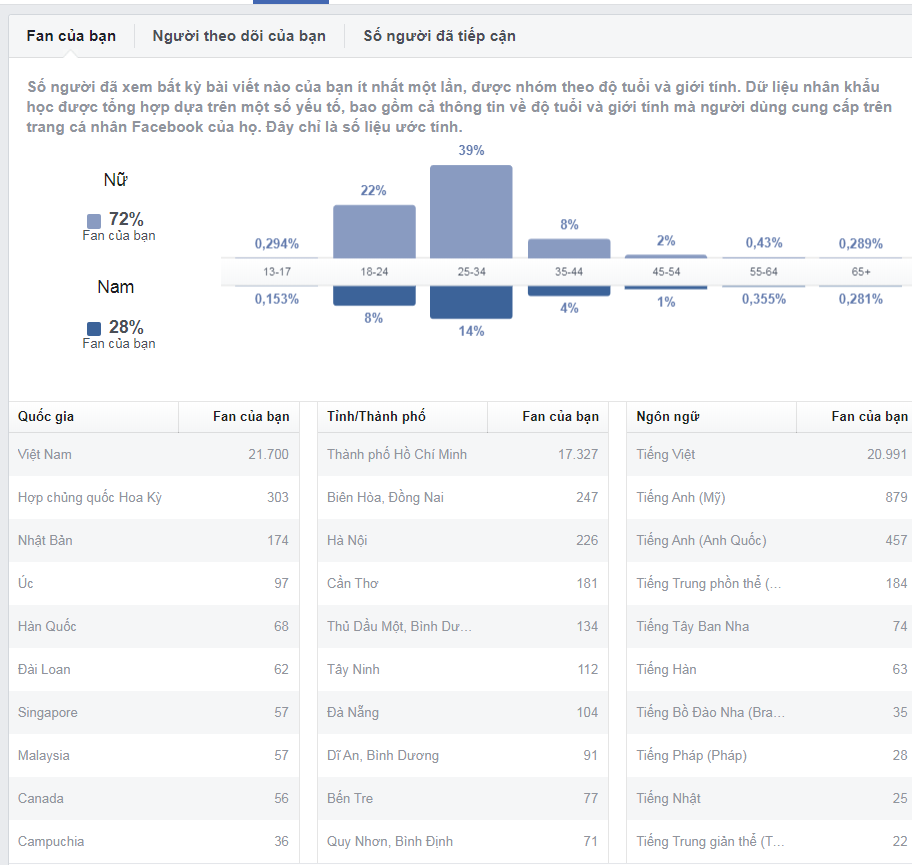 Fan của bạn Người theo dõi của bạn Số người đã tiếp cận
Số người đã xem bất kỳ bài viết nào của bạn ít nhất một lần, được nhóm theo độ tuổi và giới tính. Dữ liệu nhân khẩu
học được tổng hợp dựa trên một số yếu tố, bao gồm cả thông tin về độ tuổi và giới tính mà người dùng cung cấp trên
trang cá nhân Facebook của họ. Đây chỉ là số liệu ước tính.
Nữ
72%
Fan của bạn
Nam
28%
Fan của bạn
0,294% 22% 39% 8% 2% 0,43% 0,289%
13-17 18-24 25-34 35-44 45-54 55-64 65+
0,153% 8% 14% 4% 1% 0,355% 0,281%
Quốc gia Fan của bạn Tỉnh/Thành phố Fan của bạn Ngôn ngữ Fan của bạn
Việt Nam 21.700 Thành phố Hồ Chí Minh 17.327 Tiếng Việt 20.991
Hợp chủng quốc Hoa Kỳ 303 Biên Hòa, Đồng Nai 247 Tiếng Anh (Mỹ) 879
Nhật Bản 174 Hà Nội 226 Tiếng Anh (Anh Quốc) 457
Úc 97 Cần Thơ 181 Tiếng Trung phồn thể (... 184
Hàn Quốc 68 Thủ Dầu Một, Bình Dư... 134 Tiếng Tây Ban Nha 74
Đài Loan 62 Tây Ninh 112 Tiếng Hàn 63
Singapore 57 Đà Nẵng 104 Tiếng Bồ Đào Nha (Bra... 35
Malaysia 57 Dĩ An, Bình Dương 91 Tiếng Pháp (Pháp) 28
Canada 56 Bến Tre 77 Tiếng Nhật 25
Campuchia 36 Quy Nhơn, Bình Định 71 Tiếng Trung giản thể (T... 22